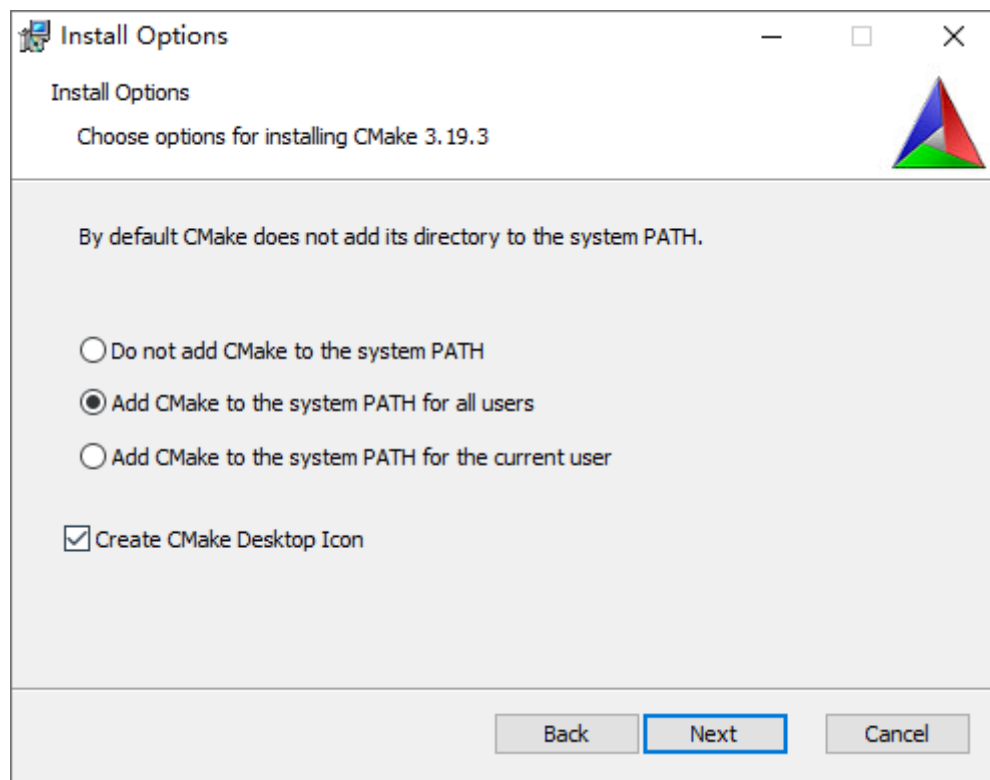 Install Options
Install Options
Choose options for installing CMake 3.19.3
By default CMake does not add its directory to the system PATH.
Do not add CMake to the system PATH
Add CMake to the system PATH for all users
Add CMake to the system PATH for the current user
Create CMake Desktop Icon
Back Next Cancel